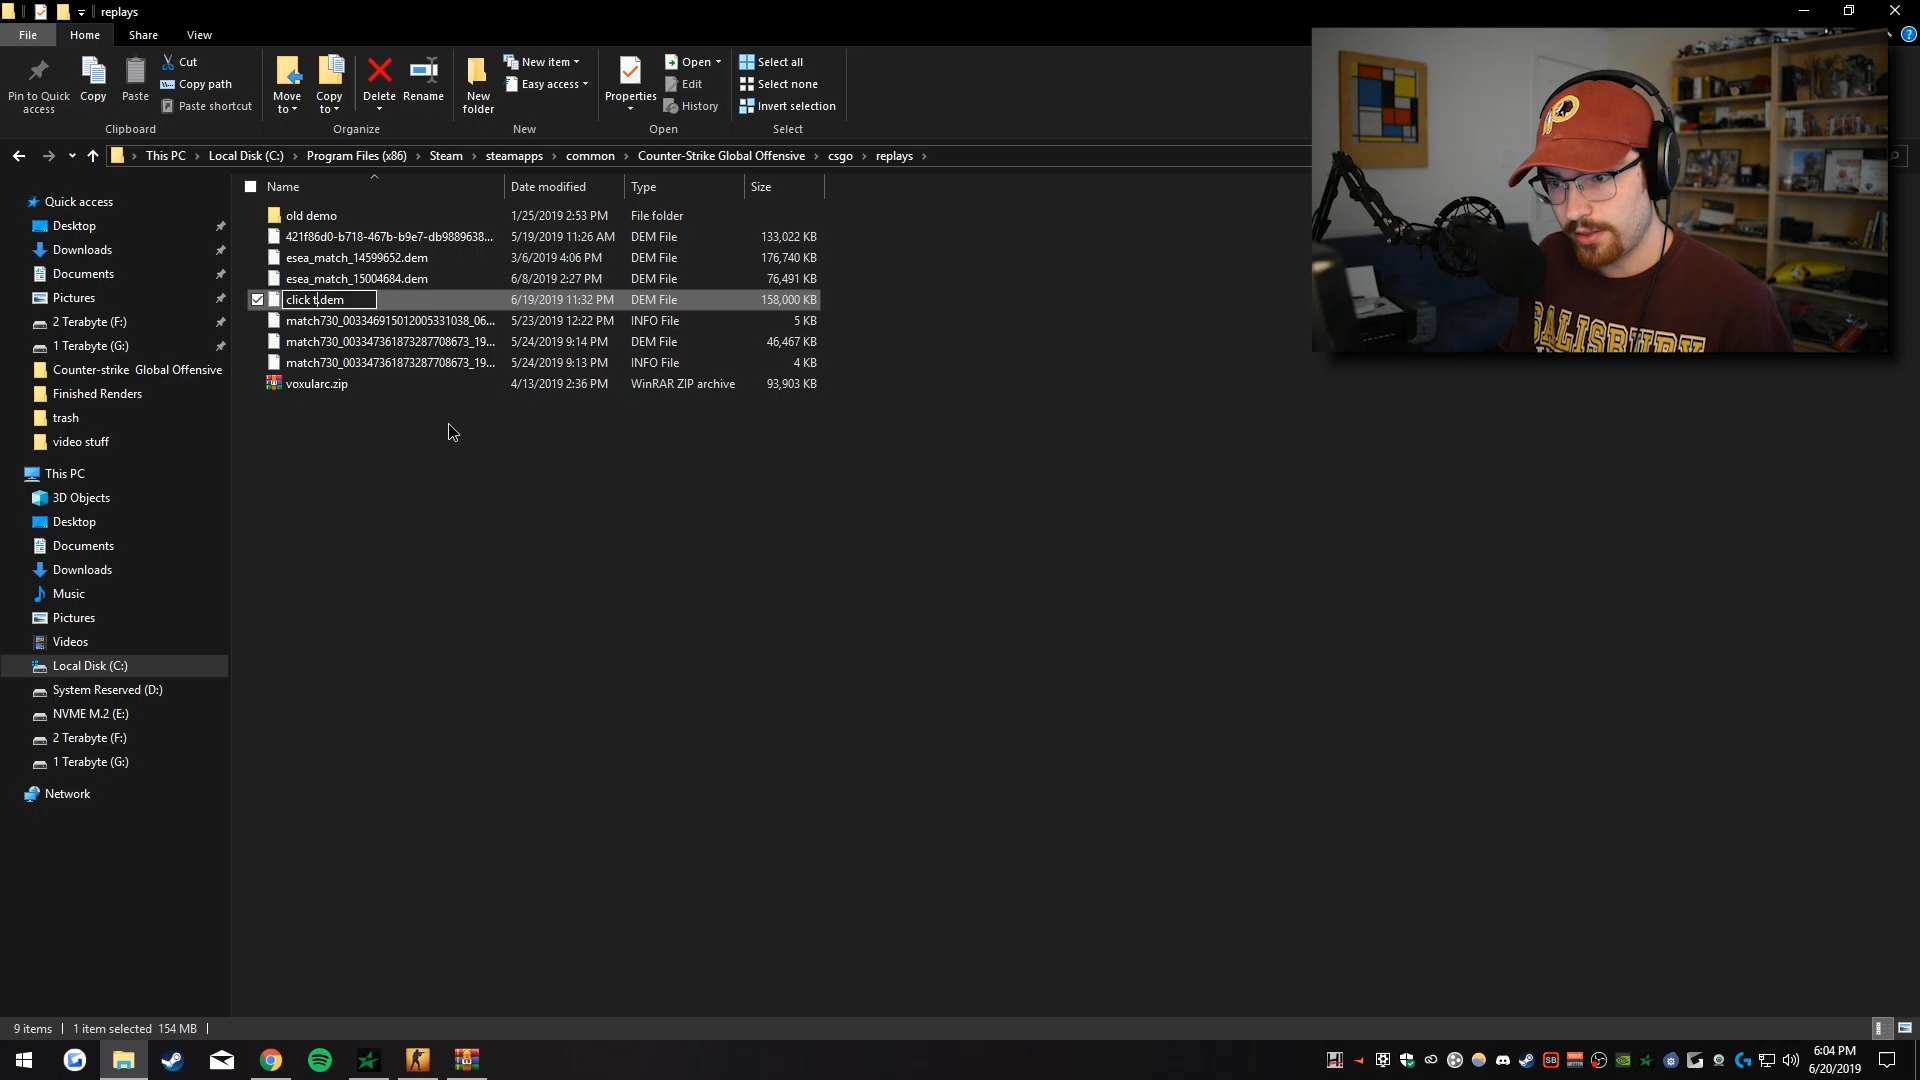 replays
File Home Share View
Pin to Quick access
Copy
Paste
Cut
Copy path
Paste shortcut
Clipboard
Move to
Copy to
Delete
Rename
Organize
New folder
New item
Easy access
New
Properties
Open
Edit
History
Open
Select all
Select none
Invert selection
Select
This PC Local Disk (C:) Program Files (x86) Steam steamapps common Counter-Strike Global Offensive csgo replays
Name Date modified Type Size
old demo 1/25/2019 2:53 PM File folder
421f86d0-b718-467b-b9e7-db9889638... 5/19/2019 11:26 AM DEM File 133,022 KB
esea_match_14599652.dem 3/6/2019 4:06 PM DEM File 176,740 KB
esea_match_15004684.dem 6/8/2019 2:27 PM DEM File 76,491 KB
click t.dem 6/19/2019 11:32 PM DEM File 158,000 KB
match730_003346915012005331038_06... 5/23/2019 12:22 PM INFO File 5 KB
match730_003347361873287708673_19... 5/24/2019 9:14 PM DEM File 46,467 KB
match730_003347361873287708673_19... 5/24/2019 9:13 PM INFO File 4 KB
voxularc.zip 4/13/2019 2:36 PM WinRAR ZIP archive 93,903 KB
Quick access
Desktop
Downloads
Documents
Pictures
2 Terabyte (F:)
1 Terabyte (G:)
Counter-strike Global Offensive
Finished Renders
trash
video stuff
This PC
3D Objects
Desktop
Documents
Downloads
Music
Pictures
Videos
Local Disk (C:)
System Reserved (D:)
NVME M.2 (E:)
2 Terabyte (F:)
1 Terabyte (G:)
Network
SALISBURY
9 items 1 item selected 154 MB
6:04 PM
6/20/2019